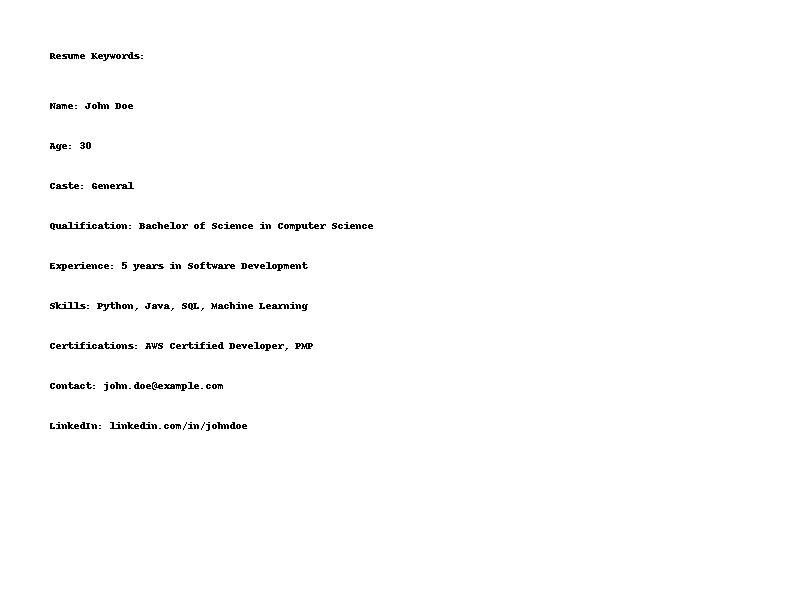 Resume Keywords:
Name: John Doe
Age: 30
Caste: General
Qualification: Bachelor of Science in Computer Science
Experience: 5 years in Software Development
Skills: Python, Java, SQL, Machine Learning
Certifications: AWS Certified Developer, PMP
Contact: john.doe@example.com
LinkedIn: linkedin.com/in/johndoe